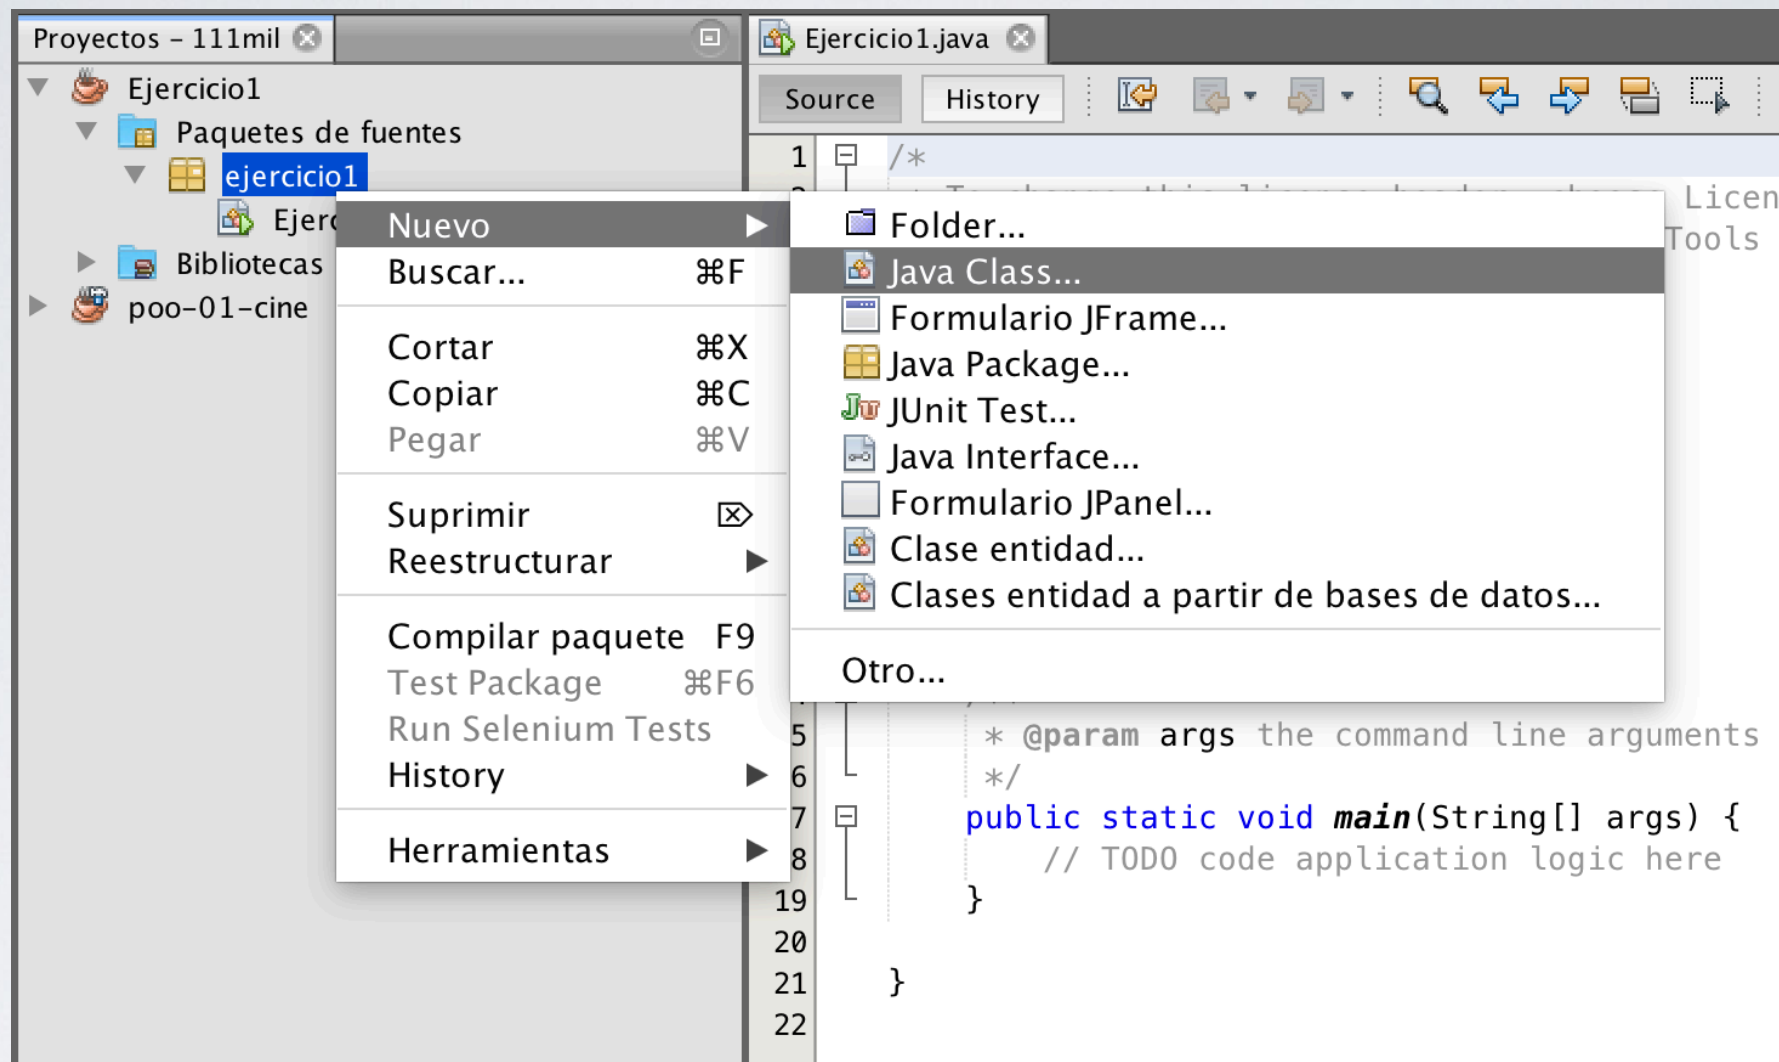 Proyectos – 111mil
Ejercicio1
Paquetes de fuentes
ejercicio1
Bibliotecas
poo-01-cine
Nuevo
Buscar... ⌘F
Cortar ⌘X
Copiar ⌘C
Pegar ⌘V
Suprimir ⌦
Reestructurar
Compilar paquete F9
Test Package ⌘F6
Run Selenium Tests
History
Herramientas
Folder...
Java Class...
Formulario JFrame...
Java Package...
JUnit Test...
Java Interface...
Formulario JPanel...
Clase entidad...
Clases entidad a partir de bases de datos...
Otro...
Ejercicio1.java
Source History
1 /*
Licen
Tools
5 * @param args the command line arguments
6 */
7 public static void main(String[] args) {
8 // TODO code application logic here
19 }
20
21 }
22